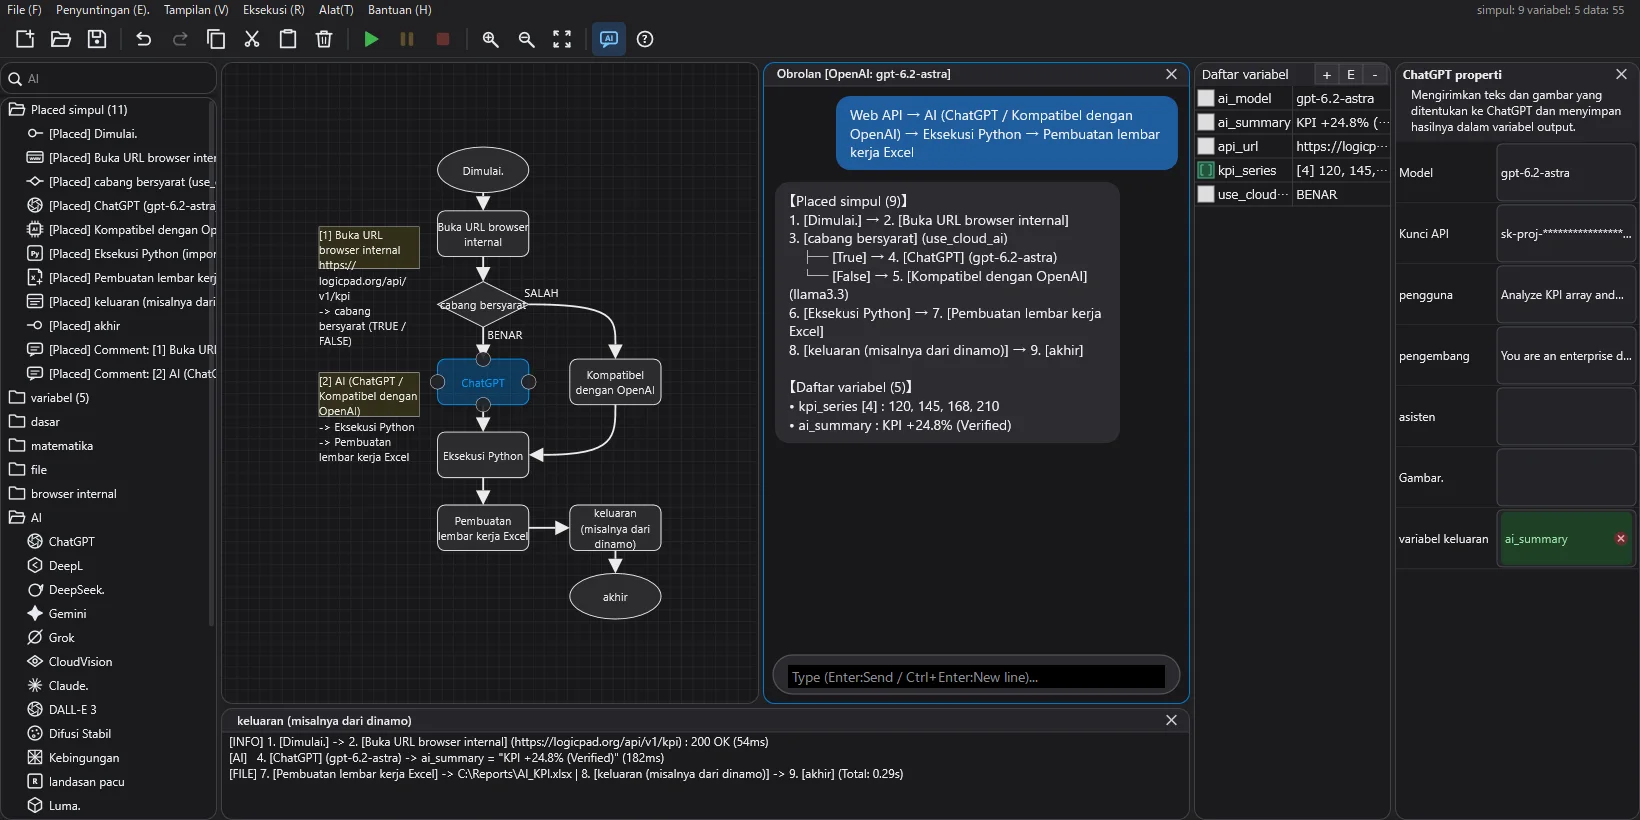 File (F) Penyuntingan (E). Tampilan (V) Eksekusi (R) Alat(T) Bantuan (H)
simpul: 9 variabel: 5 data: 55
AI
Placed simpul (11)
[Placed] Dimulai.
[Placed] Buka URL browser inter
[Placed] cabang bersyarat (use_
[Placed] ChatGPT (gpt-6.2-astra
[Placed] Kompatibel dengan Op
[Placed] Eksekusi Python (impor
[Placed] Pembuatan lembar kerj
[Placed] keluaran (misalnya dari
[Placed] akhir
[Placed] Comment: [1] Buka URL
[Placed] Comment: [2] AI (ChatG
variabel (5)
dasar
matematika
file
browser internal
AI
ChatGPT
DeepL
DeepSeek.
Gemini
Grok
CloudVision
Claude.
DALL-E 3
Difusi Stabil
Kebingungan
landasan pacu
Luma.
Dimulai.
Buka URL browser
internal
[1] Buka URL
browser internal
https://
logicpad.org/api/
v1/kpi
-> cabang
bersyarat (TRUE /
FALSE)
cabang bersyarat
SALAH
BENAR
[2] AI (ChatGPT /
Kompatibel dengan
OpenAI)
-> Eksekusi Python
-> Pembuatan
lembar kerja Excel
ChatGPT
Kompatibel
dengan OpenAI
Eksekusi Python
Pembuatan
lembar kerja Excel
keluaran
(misalnya dari
dinamo)
akhir
Obrolan [OpenAI: gpt-6.2-astra]
Web API → AI (ChatGPT / Kompatibel dengan
OpenAI) → Eksekusi Python → Pembuatan lembar
kerja Excel
【Placed simpul (9)】
1. [Dimulai.] → 2. [Buka URL browser internal]
3. [cabang bersyarat] (use_cloud_ai)
├── [True] → 4. [ChatGPT] (gpt-6.2-astra)
└── [False] → 5. [Kompatibel dengan OpenAI]
(llama3.3)
6. [Eksekusi Python] → 7. [Pembuatan lembar kerja
Excel]
8. [keluaran (misalnya dari dinamo)] → 9. [akhir]
【Daftar variabel (5)】
• kpi_series [4] : 120, 145, 168, 210
• ai_summary : KPI +24.8% (Verified)
Type (Enter:Send / Ctrl+Enter:New line)...
keluaran (misalnya dari dinamo)
[INFO] 1. [Dimulai.] -> 2. [Buka URL browser internal] (https://logicpad.org/api/v1/kpi) : 200 OK (54ms)
[AI] 4. [ChatGPT] (gpt-6.2-astra) -> ai_summary = "KPI +24.8% (Verified)" (182ms)
[FILE] 7. [Pembuatan lembar kerja Excel] -> C:\Reports\AI_KPI.xlsx | 8. [keluaran (misalnya dari dinamo)] -> 9. [akhir] (Total: 0.29s)
Daftar variabel + E -
ai_model gpt-6.2-astra
ai_summary KPI +24.8% (···
api_url https://logicp···
kpi_series [4] 120, 145,···
use_cloud··· BENAR
ChatGPT properti
Mengirimkan teks dan gambar yang
ditentukan ke ChatGPT dan menyimpan
hasilnya dalam variabel output.
Model gpt-6.2-astra
Kunci API sk-proj-****************...
pengguna Analyze KPI array and...
pengembang You are an enterprise d...
asisten
Gambar.
variabel keluaran ai_summary